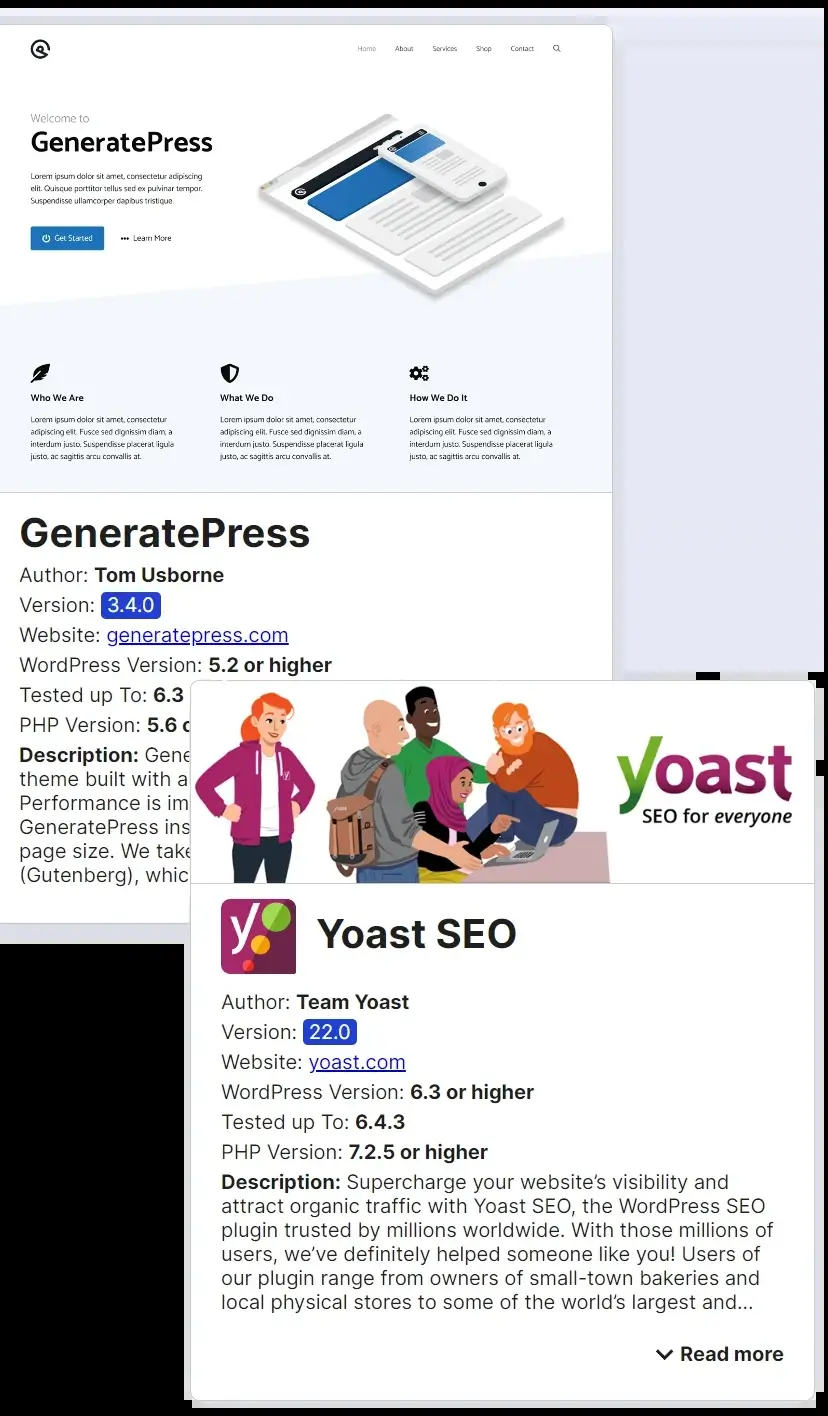 Home About Services Shop Contact
Welcome to
GeneratePress
Lorem ipsum dolor sit amet, consectetur adipiscing
elit. Quisque porttitor tellus sed ex pulvinar tempor.
Suspendisse ullamcorper dapibus tristique.
Get Started ••• Learn More
Who We Are
Lorem ipsum dolor sit amet, consectetur
adipiscing elit. Fusce sed dignissim diam, a
interdum justo. Suspendisse placerat ligula
justo, ac sagittis arcu convallis at.
What We Do
Lorem ipsum dolor sit amet, consectetur
adipiscing elit. Fusce sed dignissim diam, a
interdum justo. Suspendisse placerat ligula
justo, ac sagittis arcu convallis at.
How We Do It
Lorem ipsum dolor sit amet, consectetur
adipiscing elit. Fusce sed dignissim diam, a
interdum justo. Suspendisse placerat ligula
justo, ac sagittis arcu convallis at.
GeneratePress
Author: Tom Usborne
Version: 3.4.0
Website: generatepress.com
WordPress Version: 5.2 or higher
Tested up To: 6.3
PHP Version: 5.6
Description: Gene
theme built with a
Performance is im
GeneratePress ins
page size. We take
(Gutenberg), whic
yoast
SEO for everyone
Yoast SEO
Author: Team Yoast
Version: 22.0
Website: yoast.com
WordPress Version: 6.3 or higher
Tested up To: 6.4.3
PHP Version: 7.2.5 or higher
Description: Supercharge your website’s visibility and
attract organic traffic with Yoast SEO, the WordPress SEO
plugin trusted by millions worldwide. With those millions of
users, we’ve definitely helped someone like you! Users of
our plugin range from owners of small-town bakeries and
local physical stores to some of the world’s largest and...
Read more